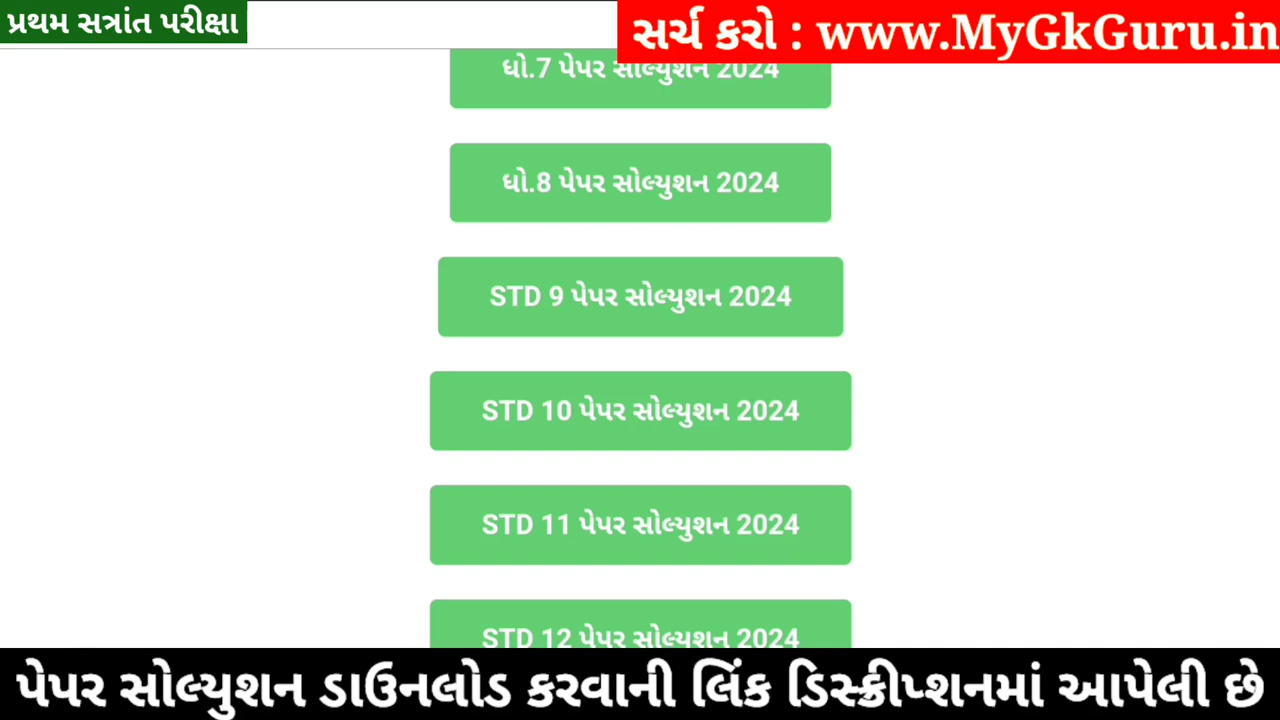 પ્રથમ સત્રાંત પરીક્ષા
સર્ચ કરો : www.MyGkGuru.in
ધો.7 પેપર સોલ્યુશન 2024
ધો.8 પેપર સોલ્યુશન 2024
STD 9 પેપર સોલ્યુશન 2024
STD 10 પેપર સોલ્યુશન 2024
STD 11 પેપર સોલ્યુશન 2024
STD 12 પેપર સોલ્યુશન 2024
પેપર સોલ્યુશન ડાઉનલોડ કરવાની લિંક ડિસ્ક્રીપ્શનમાં આપેલી છે